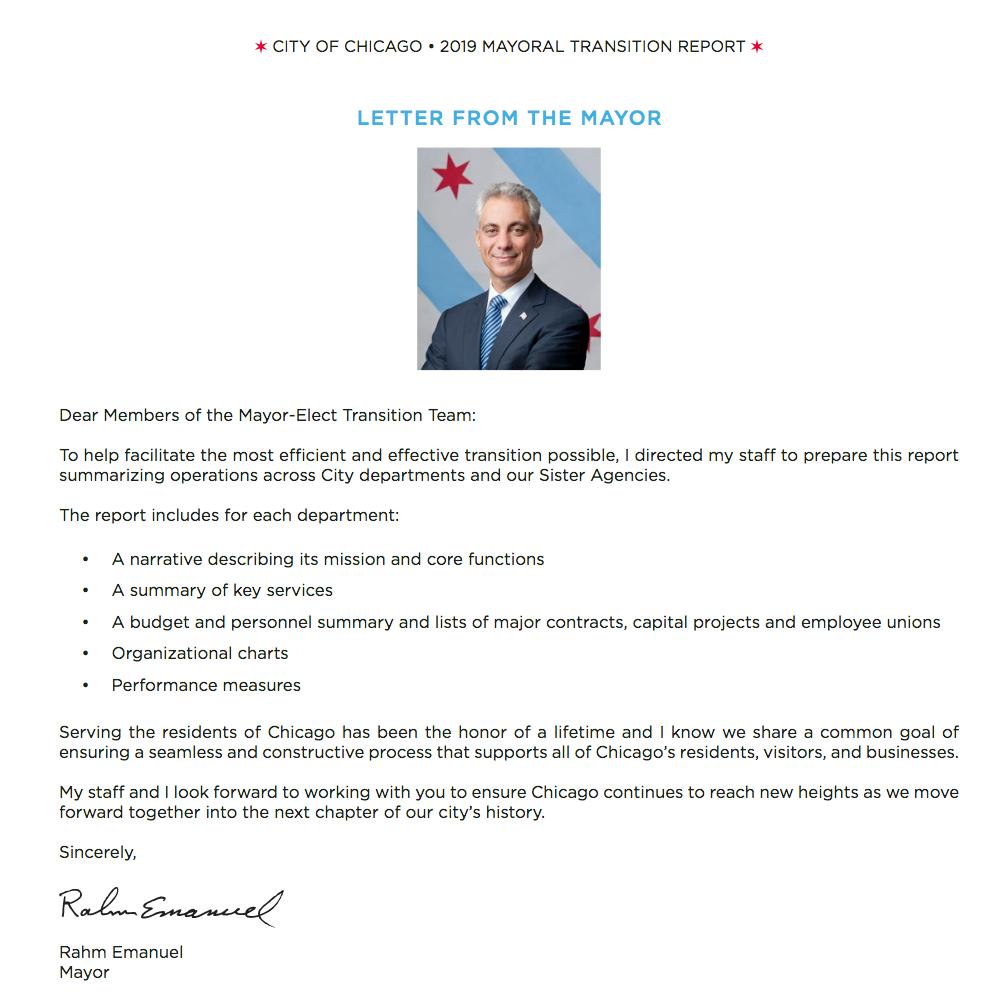 ✶ CITY OF CHICAGO • 2019 MAYORAL TRANSITION REPORT ✶
LETTER FROM THE MAYOR
Dear Members of the Mayor-Elect Transition Team:
To help facilitate the most efficient and effective transition possible, I directed my staff to prepare this report
summarizing operations across City departments and our Sister Agencies.
The report includes for each department:
• A narrative describing its mission and core functions
• A summary of key services
• A budget and personnel summary and lists of major contracts, capital projects and employee unions
• Organizational charts
• Performance measures
Serving the residents of Chicago has been the honor of a lifetime and I know we share a common goal of
ensuring a seamless and constructive process that supports all of Chicago’s residents, visitors, and businesses.
My staff and I look forward to working with you to ensure Chicago continues to reach new heights as we move
forward together into the next chapter of our city’s history.
Sincerely,
Rahm Emanuel
Rahm Emanuel
Mayor